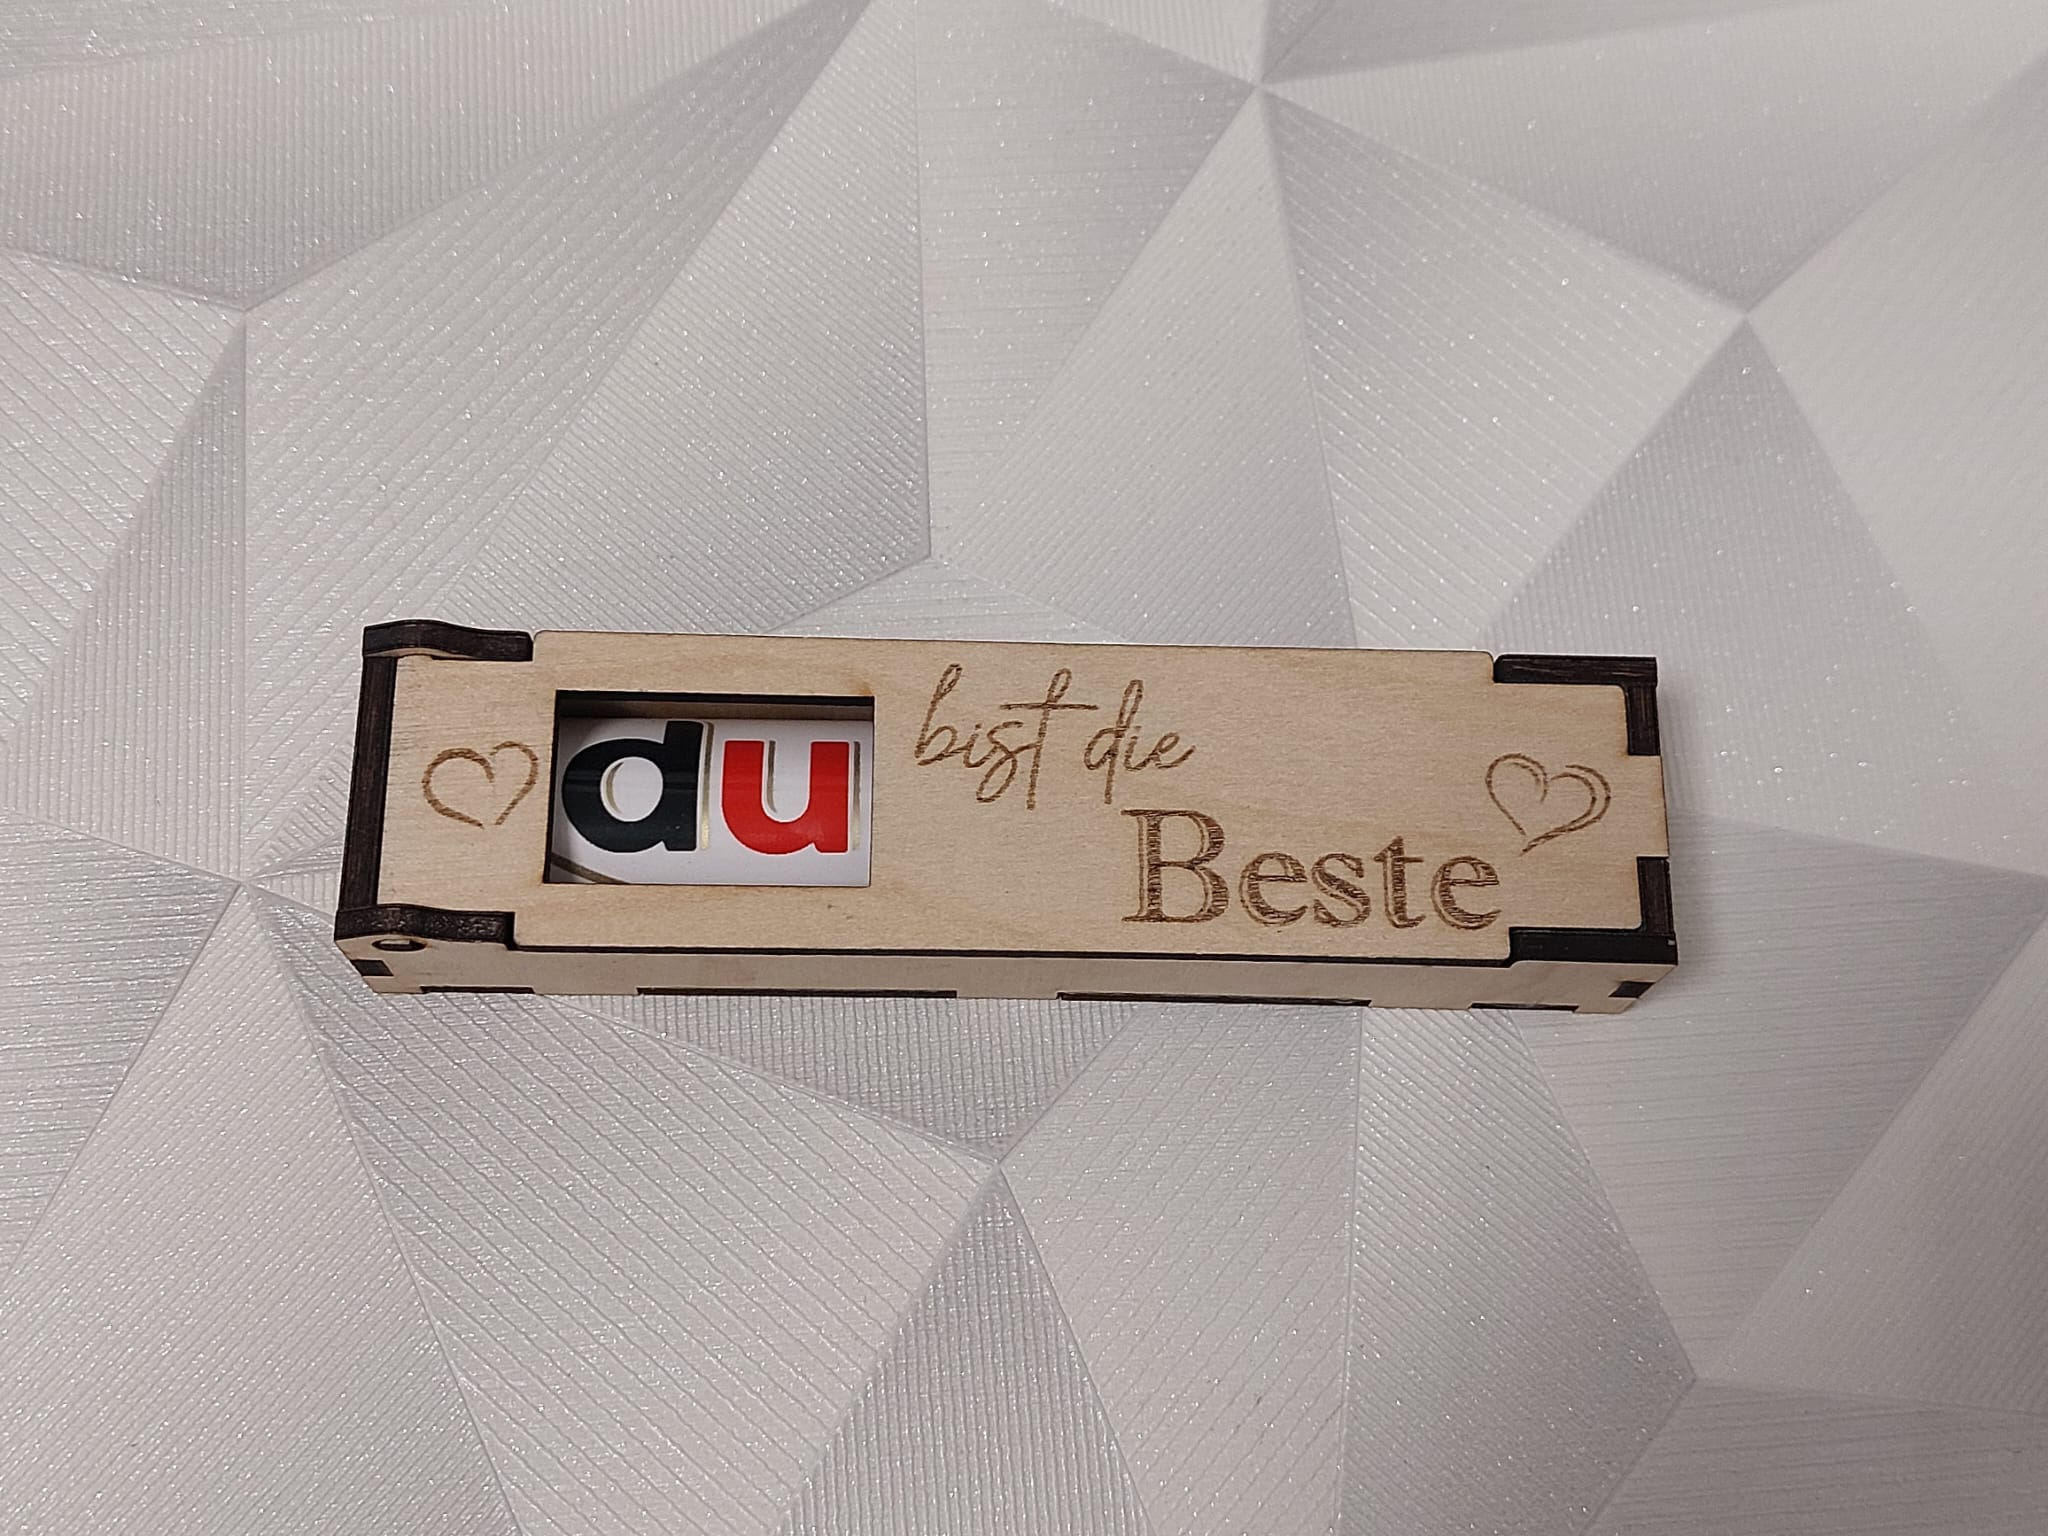 du bist die
Beste